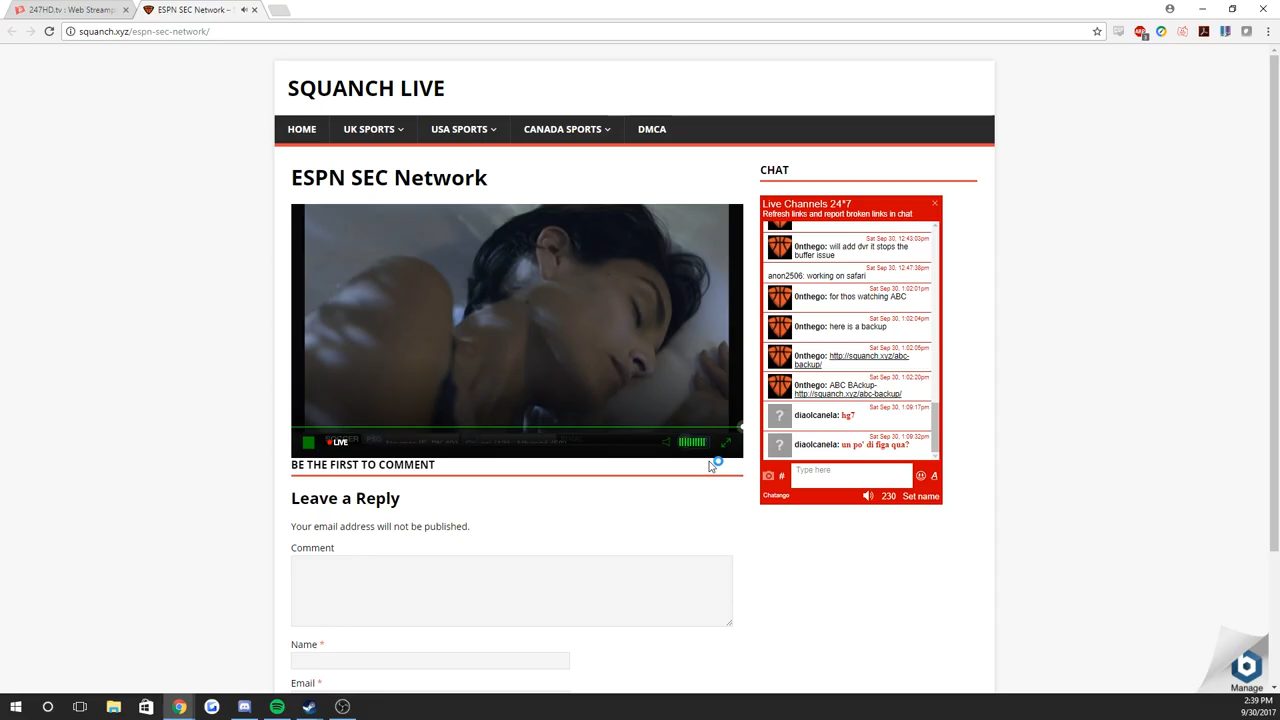 247HD.tv : Web Streamp
ESPN SEC Network –
squanch.xyz/espn-sec-network/
SQUANCH LIVE
HOME
UK SPORTS
USA SPORTS
CANADA SPORTS
DMCA
ESPN SEC Network
LIVE
BE THE FIRST TO COMMENT
Leave a Reply
Your email address will not be published.
Comment
Name *
Email *
CHAT
Live Channels 24*7
Refresh links and report broken links in chat
Sat Sep 30, 12:43:03pm
0nthego: will add dvr it stops the
buffer issue
Sat Sep 30, 12:47:38pm
anon2506: working on safari
Sat Sep 30, 1:02:01pm
0nthego: for thos watching ABC
Sat Sep 30, 1:02:04pm
0nthego: here is a backup
Sat Sep 30, 1:02:05pm
0nthego: http://squanch.xyz/abc-
backup/
Sat Sep 30, 1:02:20pm
0nthego: ABC BAckup-
http://squanch.xyz/abc-backup/
Sat Sep 30, 1:09:17pm
diaolcanela: hg7
Sat Sep 30, 1:09:32pm
diaolcanela: un po' di figa qua?
Type here
Chatango
230
Set name
Manage
2:39 PM
9/30/2017